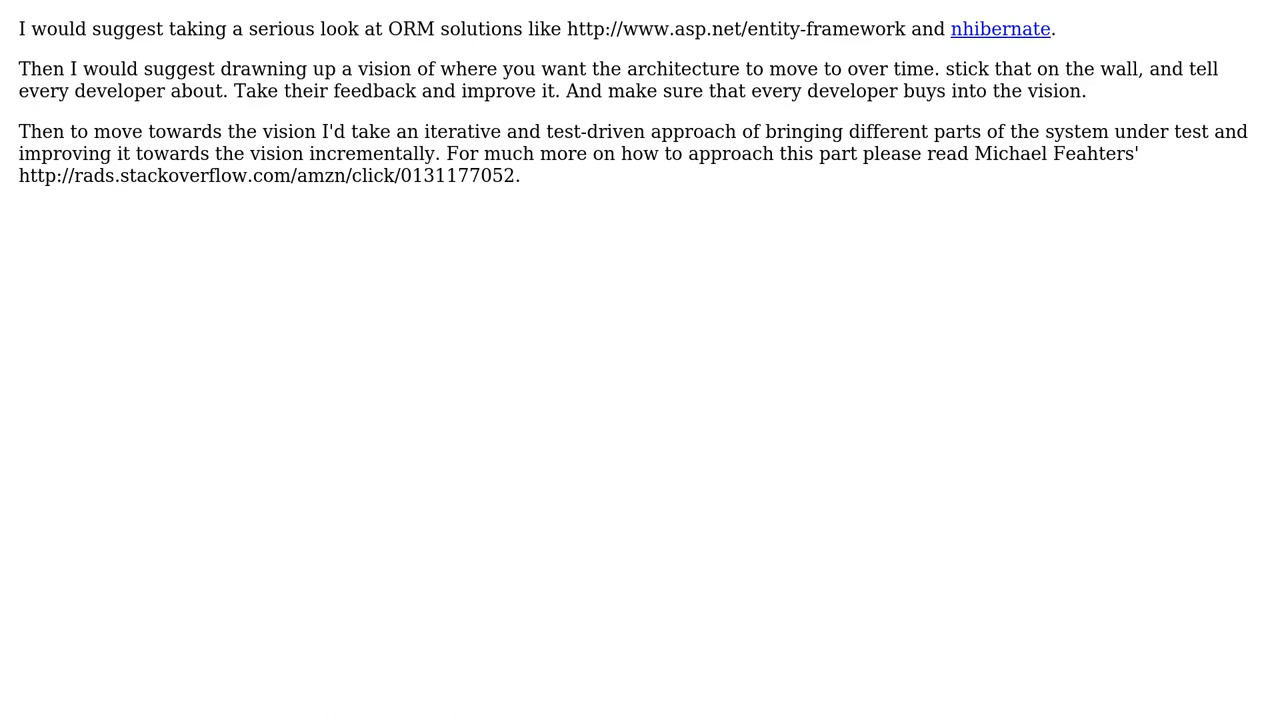 I would suggest taking a serious look at ORM solutions like http://www.asp.net/entity-framework and nhibernate.
Then I would suggest drawning up a vision of where you want the architecture to move to over time. stick that on the wall, and tell
every developer about. Take their feedback and improve it. And make sure that every developer buys into the vision.
Then to move towards the vision I'd take an iterative and test-driven approach of bringing different parts of the system under test and
improving it towards the vision incrementally. For much more on how to approach this part please read Michael Feahters'
http://rads.stackoverflow.com/amzn/click/0131177052.